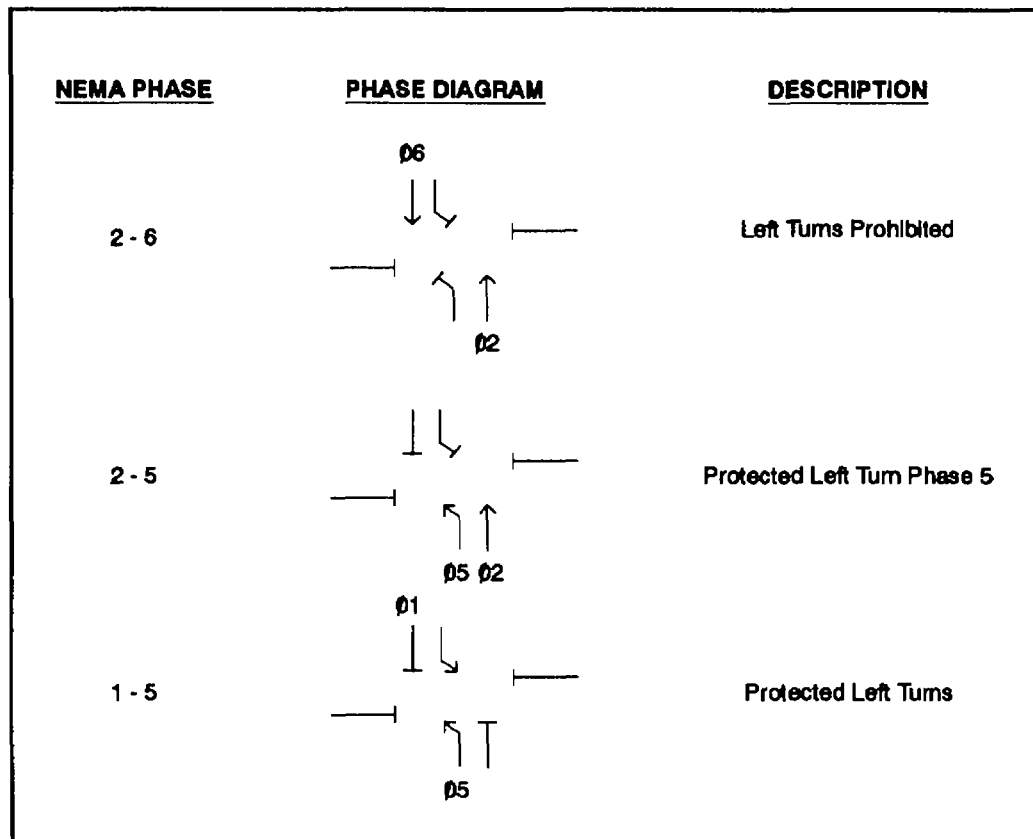 NEMA PHASE PHASE DIAGRAM DESCRIPTION
Ø6
2 - 6 Left Turns Prohibited
Ø2
2 - 5 Protected Left Turn Phase 5
Ø5 Ø2
Ø1
1 - 5 Protected Left Turns
Ø5